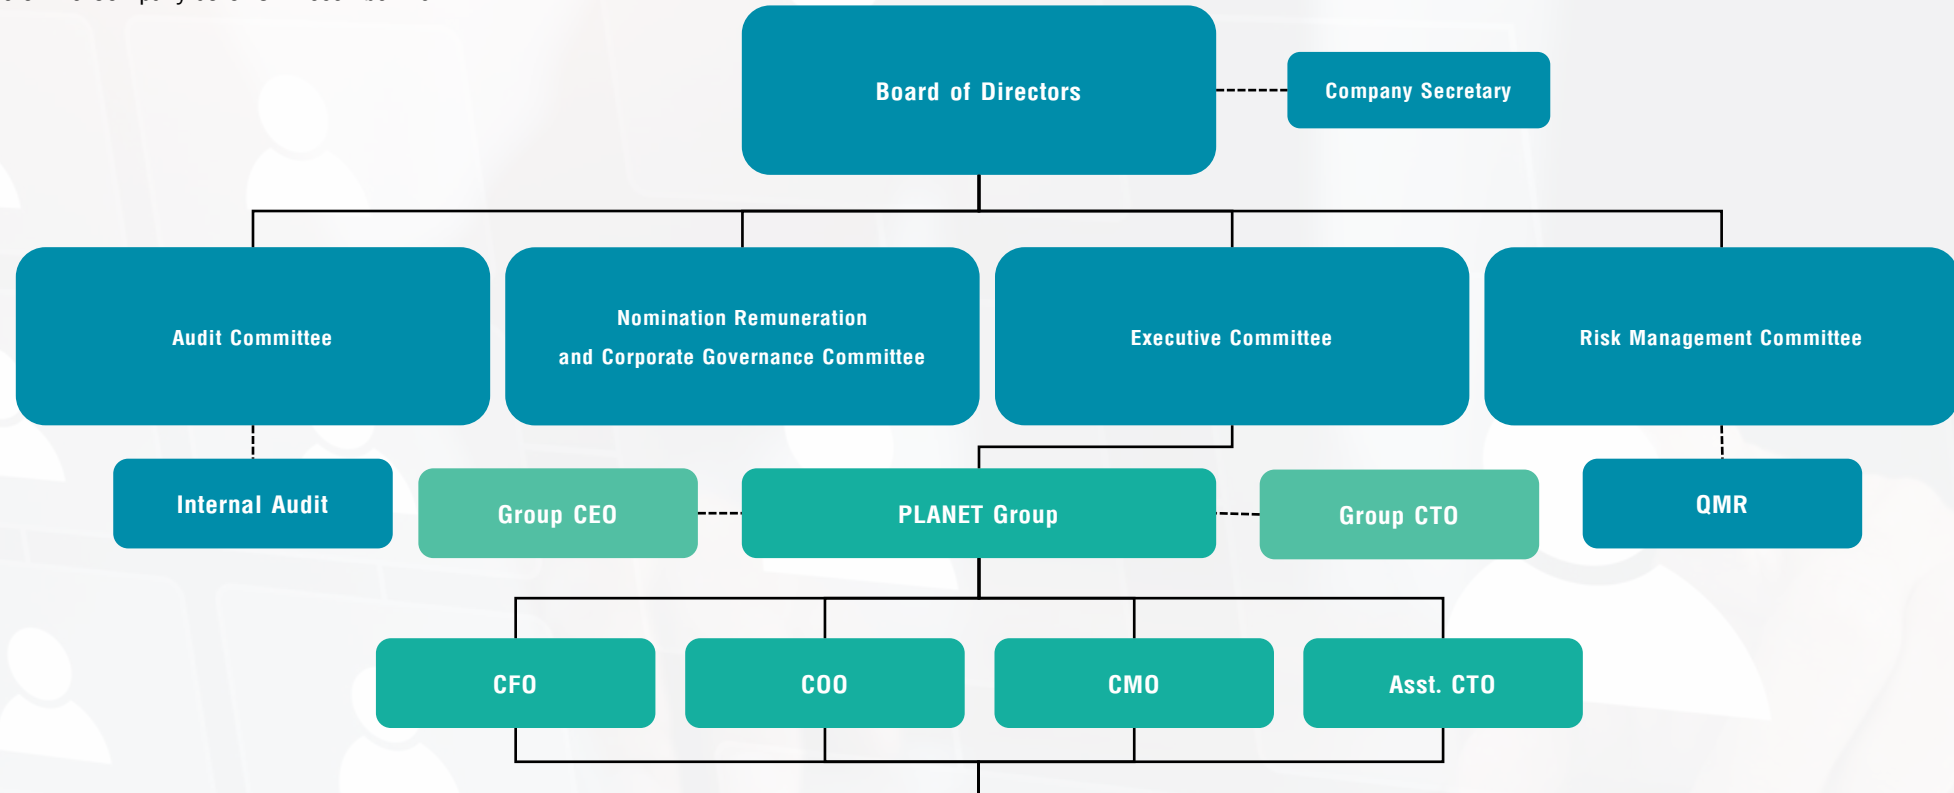 Board of Directors
Company Secretary
Audit Committee
Nomination Remuneration
and Corporate Governance Committee
Executive Committee
Risk Management Committee
Internal Audit
Group CEO
PLANET Group
Group CTO
QMR
CFO
COO
CMO
Asst. CTO